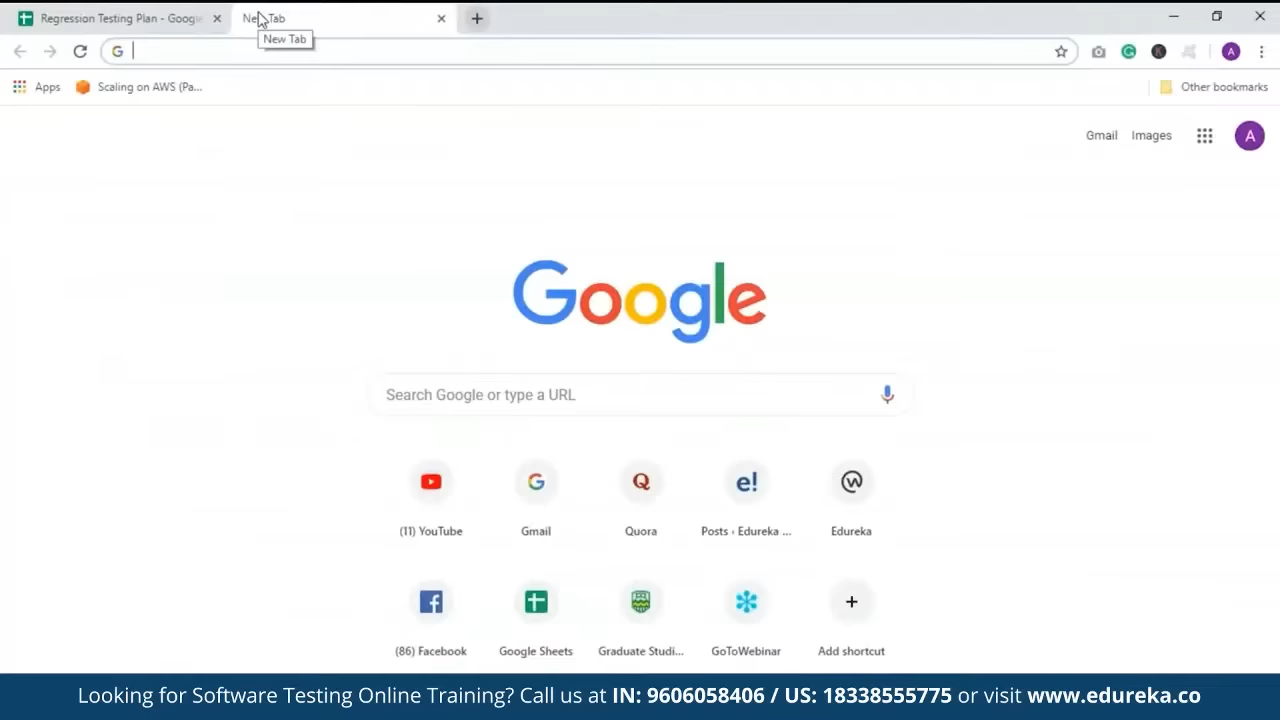 Regression Testing Plan - Googl
New Tab
New Tab
G
A
Apps
Scaling on AWS (Pa...
Other bookmarks
Gmail
Images
A
Google
Search Google or type a URL
G
Q
e!
(11) YouTube
Gmail
Quora
Posts ‹ Edureka ...
Edureka
(86) Facebook
Google Sheets
Graduate Studi...
GoToWebinar
Add shortcut
Looking for Software Testing Online Training? Call us at IN: 9606058406 / US: 18338555775 or visit www.edureka.co